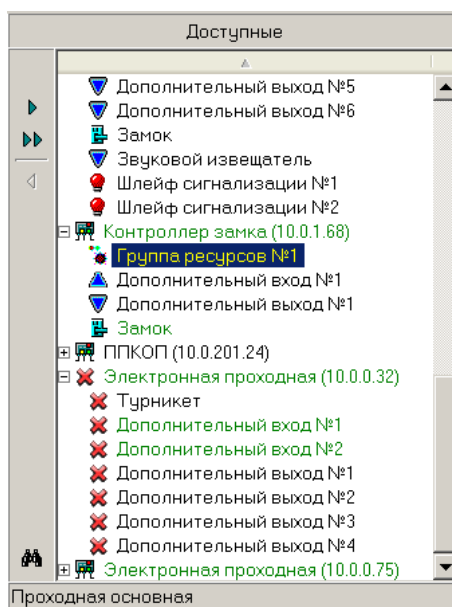 Доступные
Дополнительный выход №5
Дополнительный выход №6
Замок
Звуковой извещатель
Шлейф сигнализации №1
Шлейф сигнализации №2
Контроллер замка (10.0.1.68)
Группа ресурсов №1
Дополнительный вход №1
Дополнительный выход №1
Замок
ППКОП (10.0.201.24)
Электронная проходная (10.0.0.32)
Турникет
Дополнительный вход №1
Дополнительный вход №2
Дополнительный выход №1
Дополнительный выход №2
Дополнительный выход №3
Дополнительный выход №4
Электронная проходная (10.0.0.75)
Проходная основная